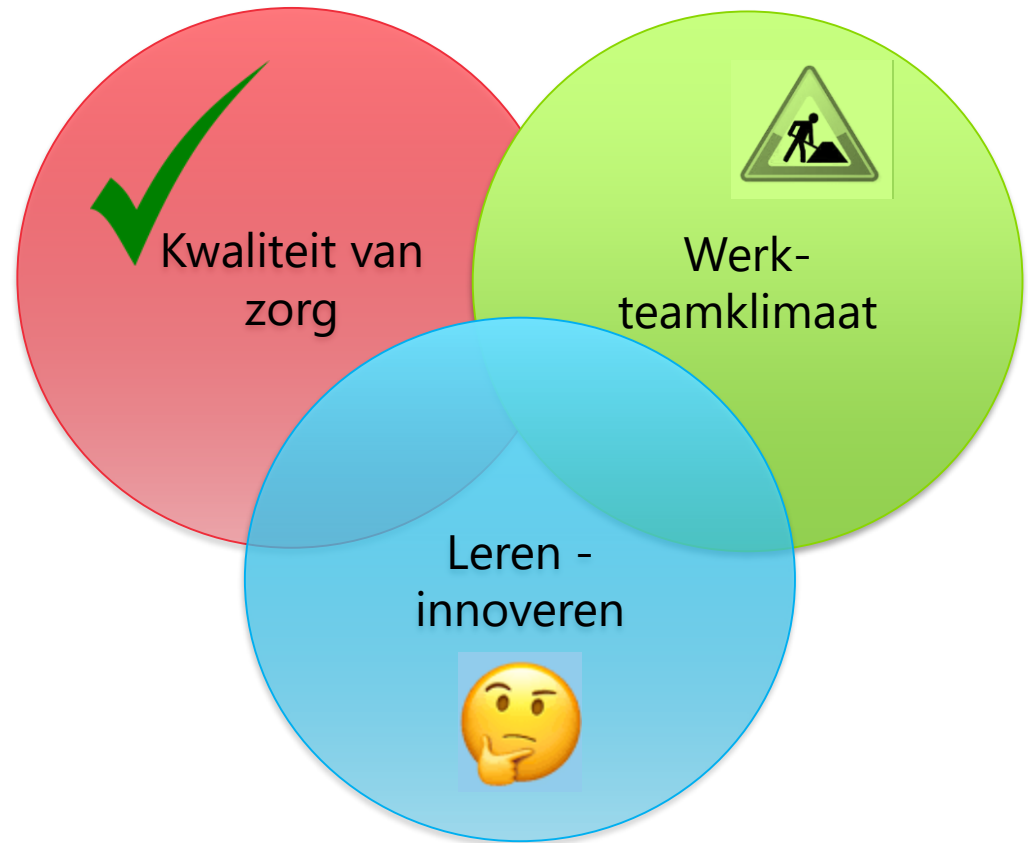 Kwaliteit van
zorg
Werk-
teamklimaat
Leren -
innoveren